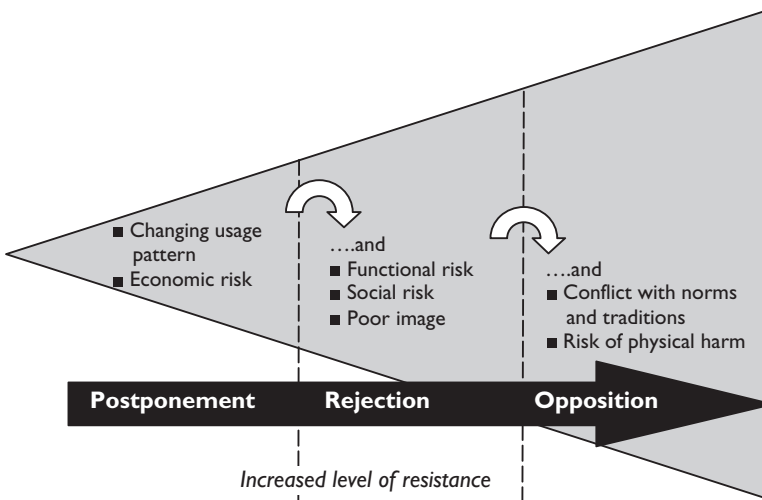 ■ Changing usage
pattern
■ Economic risk
….and
■ Functional risk
■ Social risk
■ Poor image
….and
■ Conflict with norms
and traditions
■ Risk of physical harm
Postponement Rejection Opposition
Increased level of resistance